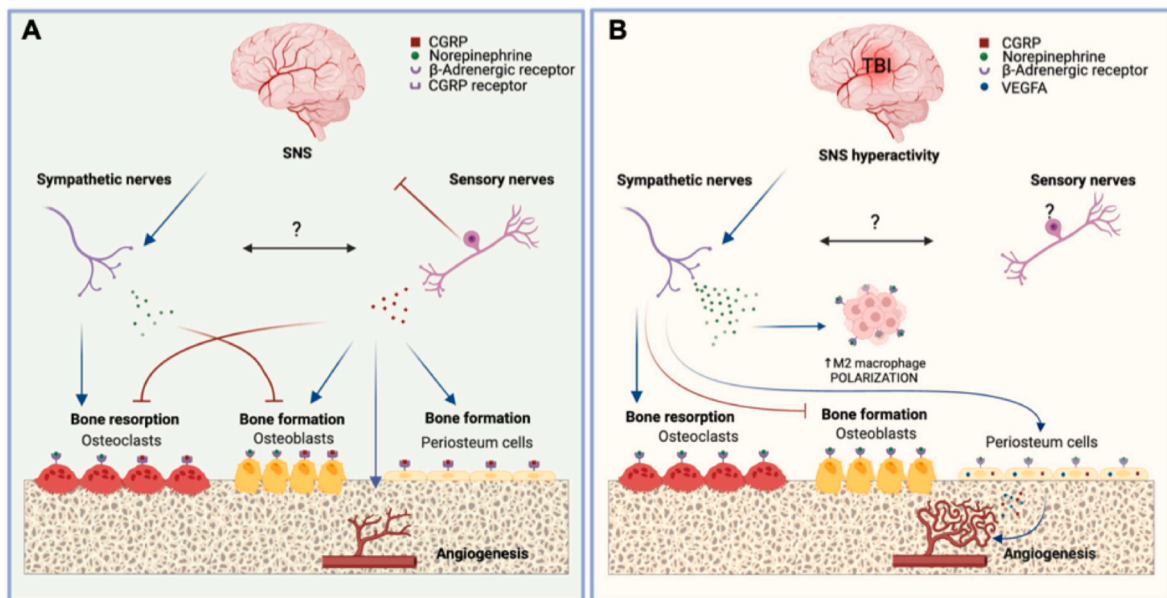 A
CGRP
Norepinephrine
β-Adrenergic receptor
CGRP receptor
SNS
Sympathetic nerves
Sensory nerves
?
Bone resorption
Osteoclasts
Bone formation
Osteoblasts
Bone formation
Periosteum cells
Angiogenesis
B
TBI
CGRP
Norepinephrine
β-Adrenergic receptor
VEGFA
SNS hyperactivity
Sympathetic nerves
Sensory nerves
?
?
↑M2 macrophage
POLARIZATION
Bone resorption
Osteoclasts
Bone formation
Osteoblasts
Periosteum cells
Angiogenesis